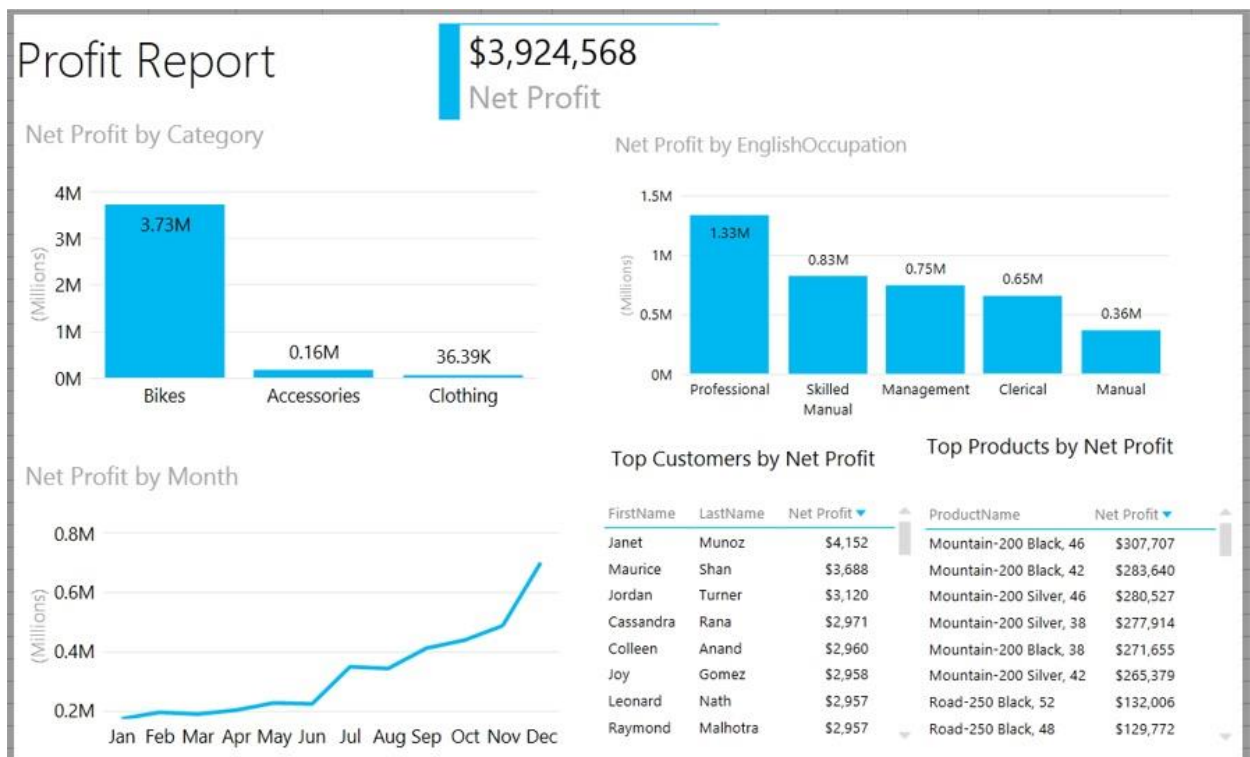 Profit Report
$3,924,568
Net Profit
Net Profit by Category
4M
3M
2M
1M
0M
(Millions)
3.73M
0.16M
36.39K
Bikes
Accessories
Clothing
Net Profit by EnglishOccupation
1.5M
1M
0.5M
0M
(Millions)
1.33M
0.83M
0.75M
0.65M
0.36M
Professional
Skilled
Manual
Management
Clerical
Manual
Net Profit by Month
0.8M
0.6M
0.4M
0.2M
(Millions)
Jan Feb Mar Apr May Jun Jul Aug Sep Oct Nov Dec
Top Customers by Net Profit
FirstName LastName Net Profit
Janet Munoz $4,152
Maurice Shan $3,688
Jordan Turner $3,120
Cassandra Rana $2,971
Colleen Anand $2,960
Joy Gomez $2,958
Leonard Nath $2,957
Raymond Malhotra $2,957
Top Products by Net Profit
ProductName Net Profit
Mountain-200 Black, 46 $307,707
Mountain-200 Black, 42 $283,640
Mountain-200 Silver, 46 $280,527
Mountain-200 Silver, 38 $277,914
Mountain-200 Black, 38 $271,655
Mountain-200 Silver, 42 $265,379
Road-250 Black, 52 $132,006
Road-250 Black, 48 $129,772